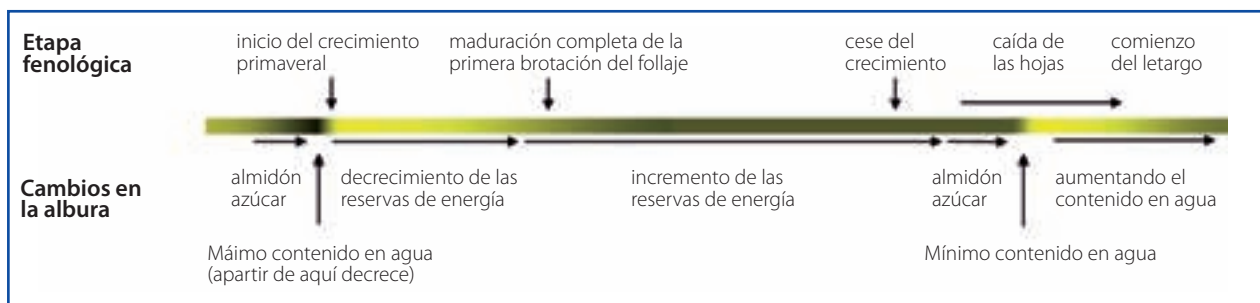 Etapa
fenológica
inicio del crecimiento
primaveral
maduración completa de la
primera brotación del follaje
cese del
crecimiento
caída de
las hojas
comienzo
del letargo
Cambios en
la albura
almidón
azúcar
decrecimiento de las
reservas de energía
incremento de las
reservas de energía
almidón
azúcar
aumentando el
contenido en agua
Máimo contenido en agua
(apartir de aquí decrece)
Mínimo contenido en agua